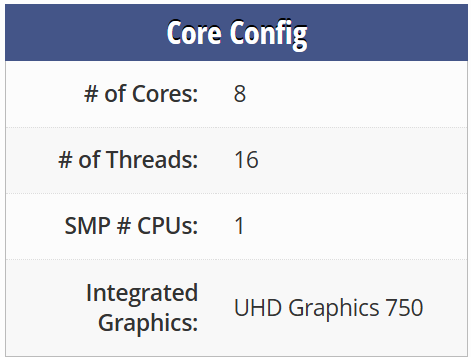 Core Config
# of Cores: 8
# of Threads: 16
SMP # CPUs: 1
Integrated
Graphics: UHD Graphics 750